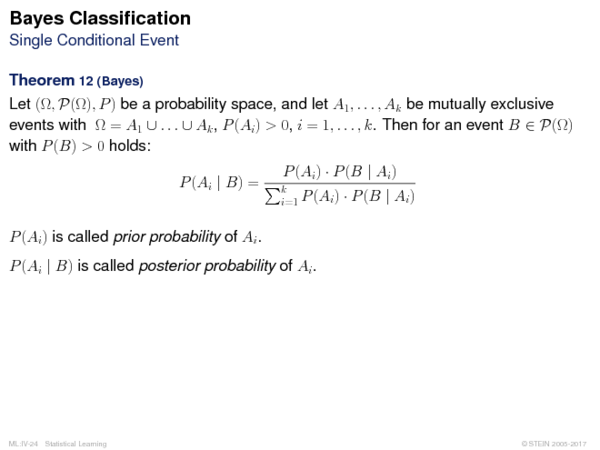 Bayes Classification
Single Conditional Event
Theorem 12 (Bayes)
Let (Ω, 𝒫(Ω), P) be a probability space, and let A₁, . . . , Aₖ be mutually exclusive
events with Ω = A₁ ∪ . . . ∪ Aₖ, P(Aᵢ) > 0, i = 1, . . . , k. Then for an event B ∈ 𝒫(Ω)
with P(B) > 0 holds:
P(Aᵢ | B) = P(Aᵢ) · P(B | Aᵢ) / ∑ᵢ₌₁ᵏ P(Aᵢ) · P(B | Aᵢ)
P(Aᵢ) is called prior probability of Aᵢ.
P(Aᵢ | B) is called posterior probability of Aᵢ.
ML:IV-24 Statistical Learning © STEIN 2005-2017